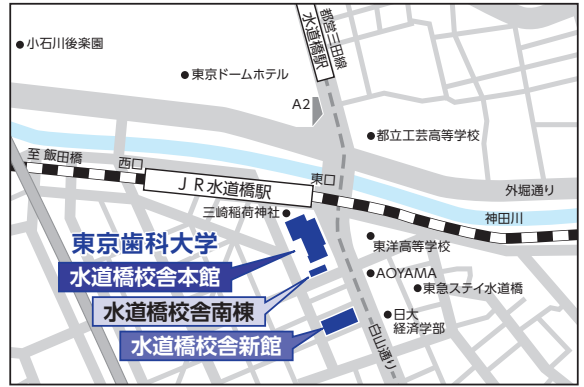 都営三田線
水道橋駅
小石川後楽園
東京ドームホテル
A2
都立工芸高等学校
至 飯田橋
西口
JR水道橋駅
東口
外堀通り
神田川
三崎稲荷神社
東京歯科大学
水道橋校舎本館
水道橋校舎南棟
水道橋校舎新館
東洋高等学校
AOYAMA
東急ステイ水道橋
日大
経済学部
白山通り